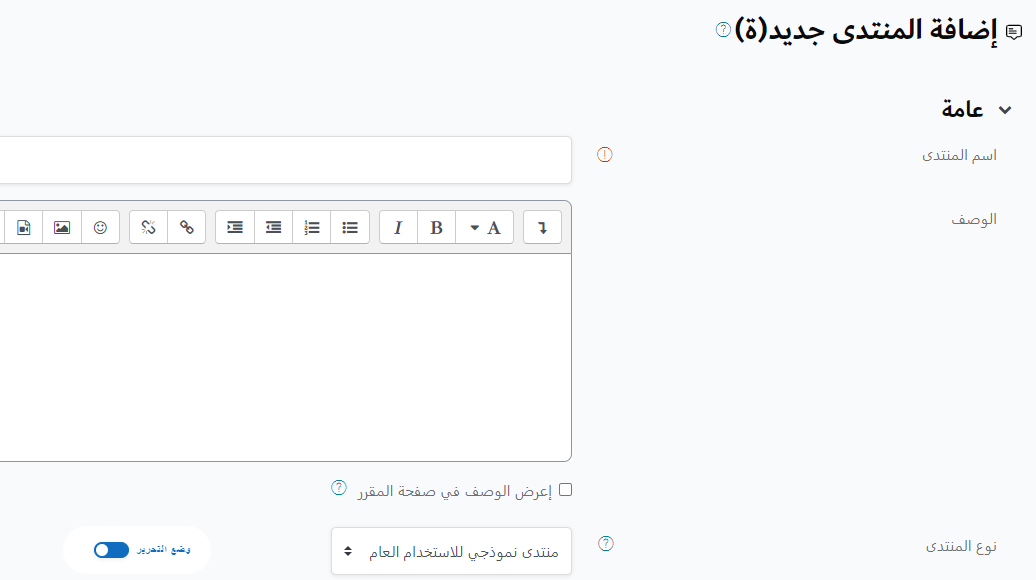 إضافة المنتدى جديد(ة)
عامة
اسم المنتدى
الوصف
A B I
إعرض الوصف في صفحة المقرر
نوع المنتدى
منتدى نموذجي للاستخدام العام
وضع التحرير